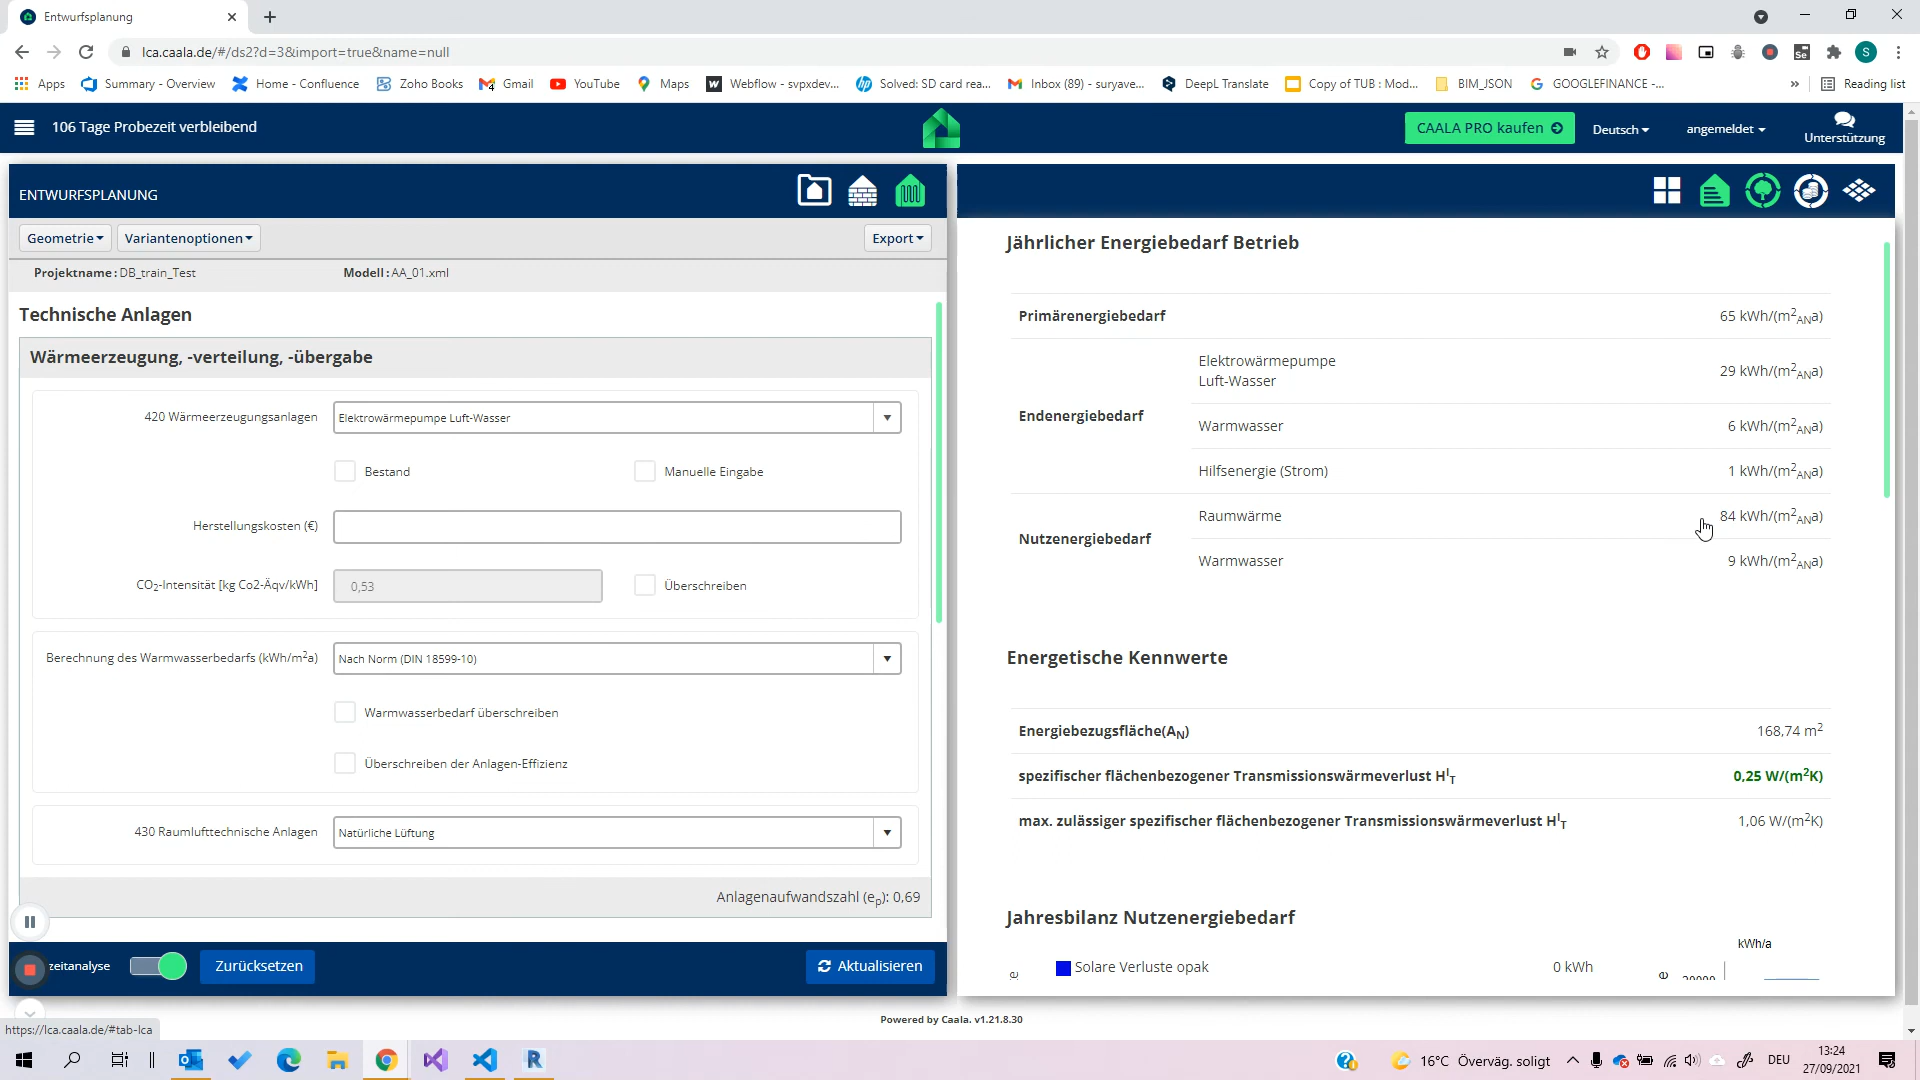 Entwurfsplanung
lca.caala.de/#/ds2?d=3&import=true&name=null
S
Apps
Summary - Overview
Home - Confluence
Zoho Books
Gmail
YouTube
Maps
Webflow - svpxdev...
Solved: SD card rea...
Inbox (89) - suryave...
DeepL Translate
Copy of TUB : Mod...
BIM_JSON
GOOGLEFINANCE -...
»
Reading list
106 Tage Probezeit verbleibend
CAALA PRO kaufen
Deutsch
angemeldet
Unterstützung
ENTWURFSPLANUNG
Geometrie
Variantenoptionen
Export
Projektname: DB_train_Test
Modell: AA_01.xml
Technische Anlagen
Wärmeerzeugung, -verteilung, -übergabe
420 Wärmeerzeugungsanlagen
Elektrowärmepumpe Luft-Wasser
Bestand
Manuelle Eingabe
Herstellungskosten (€)
CO2-Intensität [kg Co2-Äqv/kWh]
0,53
Überschreiben
Berechnung des Warmwasserbedarfs (kWh/m²a)
Nach Norm (DIN 18599-10)
Warmwasserbedarf überschreiben
Überschreiben der Anlagen-Effizienz
430 Raumlufttechnische Anlagen
Natürliche Lüftung
Anlagenaufwandszahl (ep): 0,69
zeitanalyse
Zurücksetzen
Aktualisieren
Jährlicher Energiebedarf Betrieb
Primärenergiebedarf
65 kWh/(m²ANa)
Endenergiebedarf
Elektrowärmepumpe
Luft-Wasser
29 kWh/(m²ANa)
Warmwasser
6 kWh/(m²ANa)
Hilfsenergie (Strom)
1 kWh/(m²ANa)
Nutzenergiebedarf
Raumwärme
84 kWh/(m²ANa)
Warmwasser
9 kWh/(m²ANa)
Energetische Kennwerte
Energiebezugsfläche(AN)
168,74 m²
spezifischer flächenbezogener Transmissionswärmeverlust H'T
0,25 W/(m²K)
max. zulässiger spezifischer flächenbezogener Transmissionswärmeverlust H'T
1,06 W/(m²K)
Jahresbilanz Nutzenergiebedarf
kWh/a
Solare Verluste opak
0 kWh
20000
Powered by Caala. v1.21.8.30
https://lca.caala.de/#tab-lca
16°C Överväg. soligt
DEU
13:24
27/09/2021